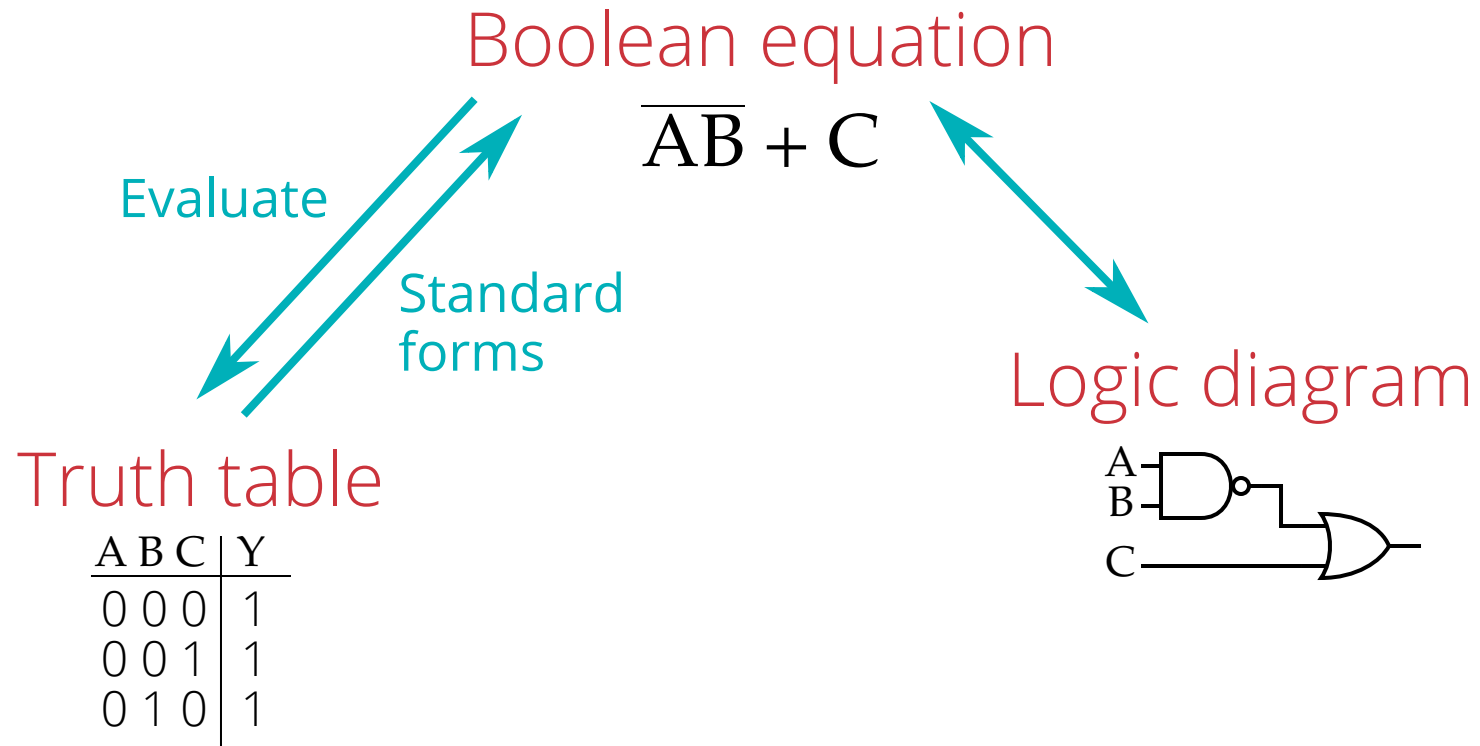 Boolean equation
$\overline{AB} + C$
Evaluate
Standard
forms
Logic diagram
A
B
C
Truth table
A B C Y
0 0 0 1
0 0 1 1
0 1 0 1